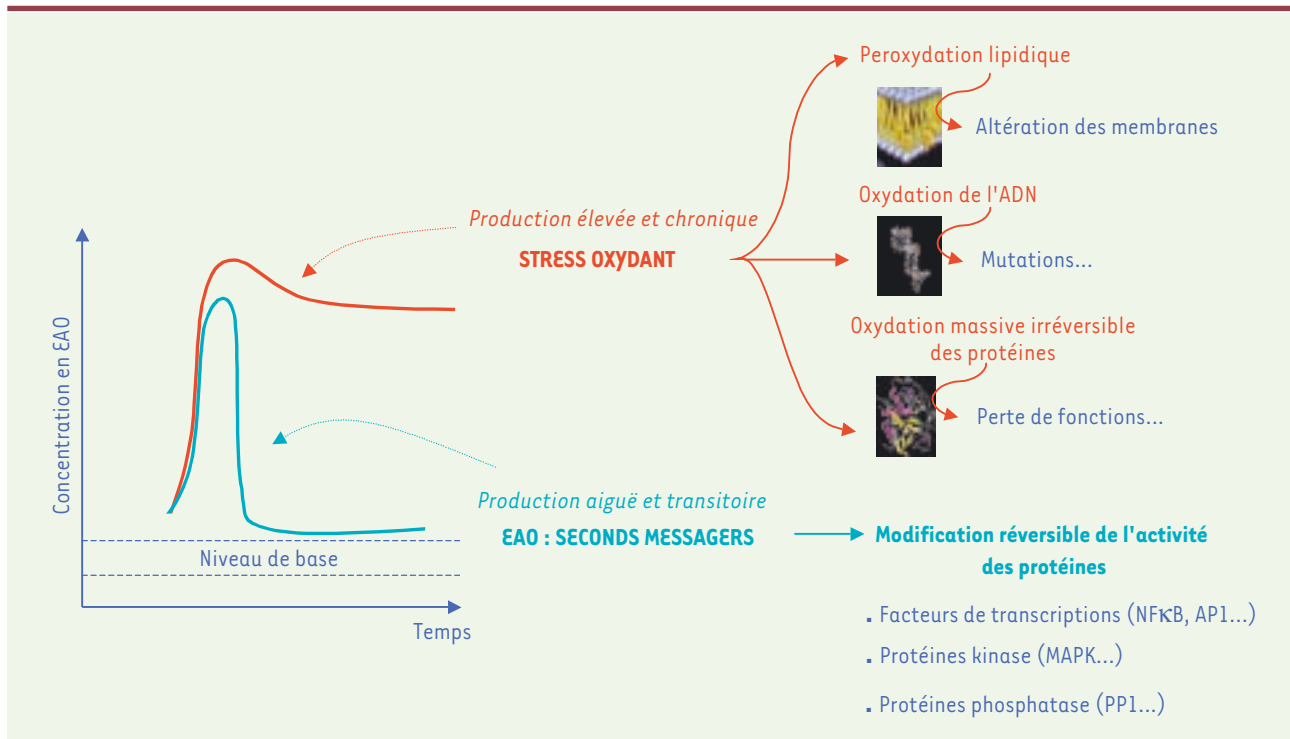 Peroxydation lipidique
Altération des membranes
Oxydation de l'ADN
Mutations...
Oxydation massive irréversible
des protéines
Perte de fonctions...
Production élevée et chronique
STRESS OXYDANT
Concentration en EAO
Niveau de base
Temps
Production aiguë et transitoire
EAO : SECONDS MESSAGERS
Modification réversible de l'activité
des protéines
. Facteurs de transcriptions (NFκB, AP1...)
. Protéines kinase (MAPK...)
. Protéines phosphatase (PP1...)